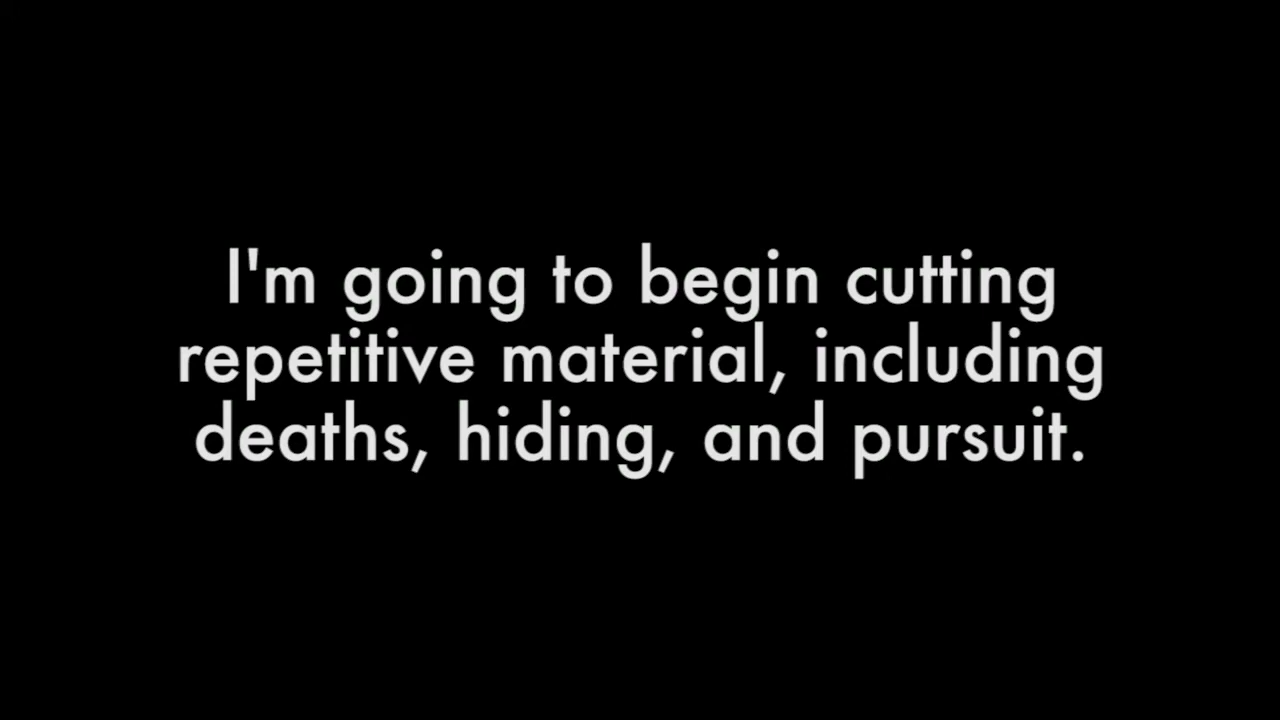 I'm going to begin cutting
repetitive material, including
deaths, hiding, and pursuit.